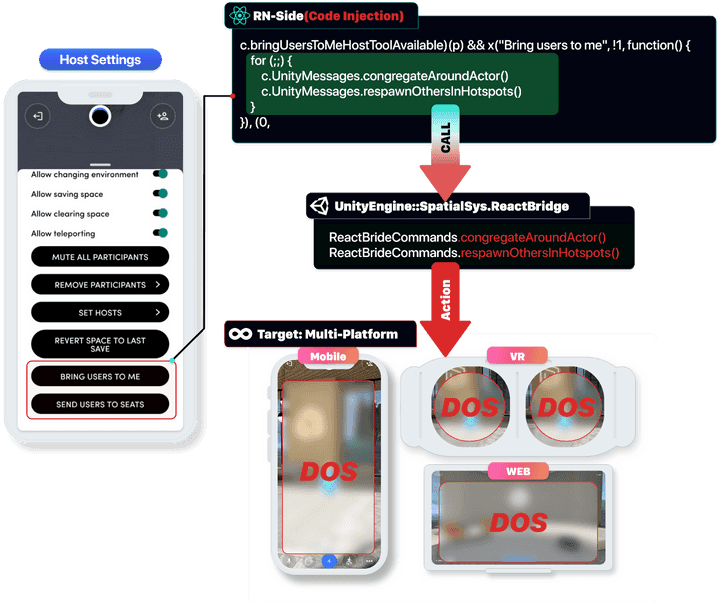 RN-Side(Code Injection)
c.bringUsersToMeHostToolAvailable)(p) && x("Bring users to me", !1, function() {
for (;;) {
c.UnityMessages.congregateAroundActor()
c.UnityMessages.respawnOthersInHotspots()
}
}), (0,
Host Settings
Allow changing environment
Allow saving space
Allow clearing space
Allow teleporting
MUTE ALL PARTICIPANTS
REMOVE PARTICIPANTS >
SET HOSTS >
REVERT SPACE TO LAST
SAVE
BRING USERS TO ME
SEND USERS TO SEATS
CALL
UnityEngine::SpatialSys.ReactBridge
ReactBrideCommands.congregateAroundActor()
ReactBrideCommands.respawnOthersInHotspots()
Action
Target: Multi-Platform
Mobile
DOS
VR
DOS
DOS
WEB
DOS